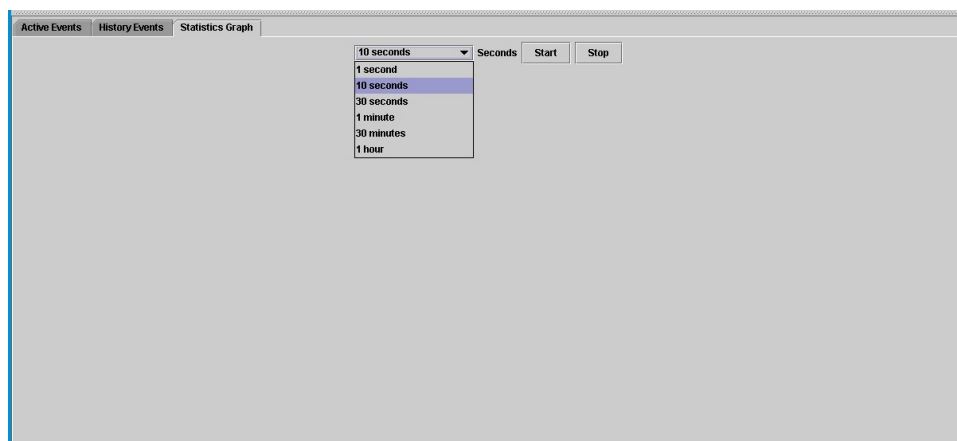 Active Events History Events Statistics Graph
10 seconds Seconds Start Stop
1 second
10 seconds
30 seconds
1 minute
30 minutes
1 hour